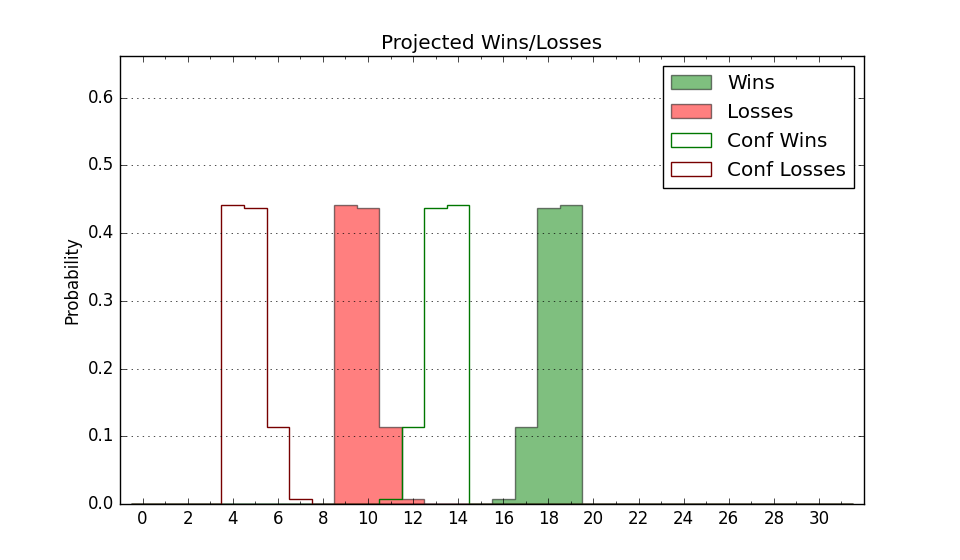 Projected Wins/Losses
Wins
Losses
Conf Wins
Conf Losses
Probability
0.6
0.5
0.4
0.3
0.2
0.1
0.0
0 2 4 6 8 10 12 14 16 18 20 22 24 26 28 30